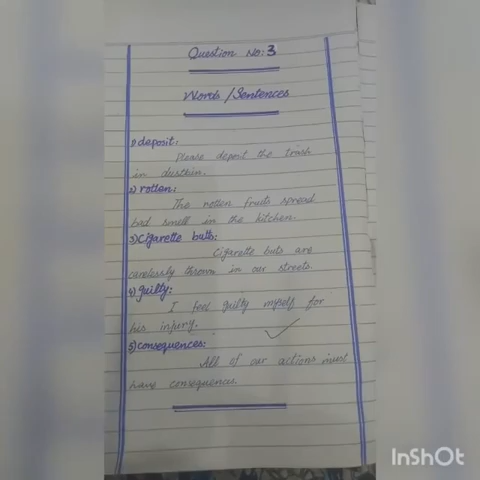 Question No: 3
Words/Sentences
1) deposit:
Please deposit the trash
in dustbin.
2) rotten:
The rotten fruits spread
bad smell in the kitchen.
3) Cigarette butts:
Cigarette buts are
carelessly thrown in our streets.
4) guilty:
I feel guilty myself for
his injury.
5) consequences:
All of our actions must
have consequences.
InShOt